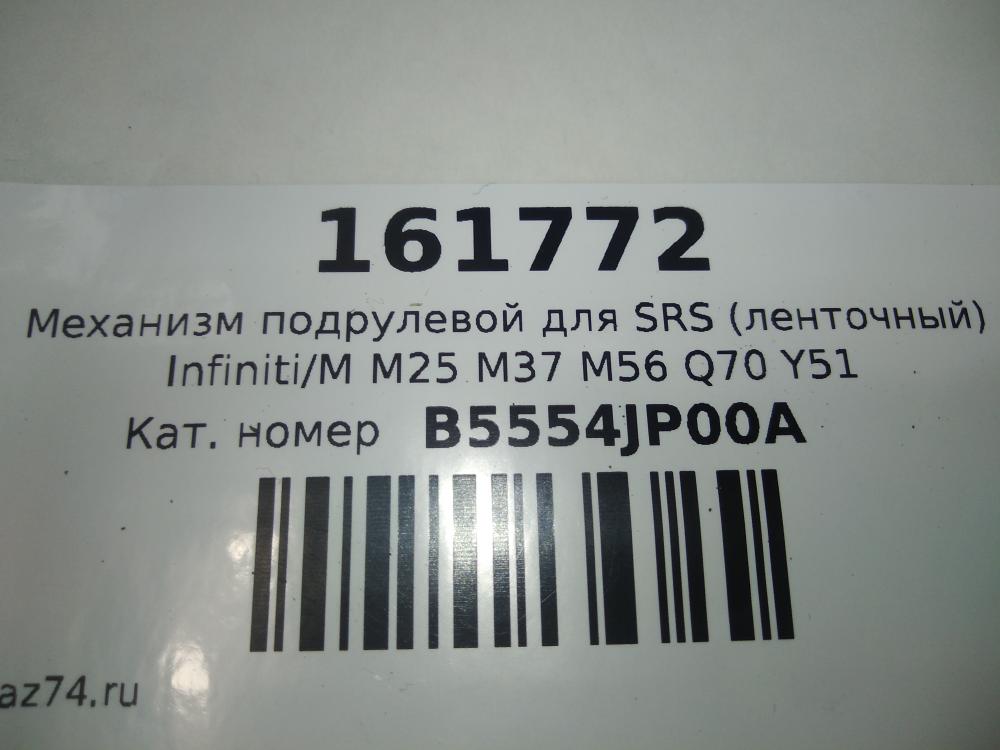 161772
Механизм подрулевой для SRS (ленточный)
Infiniti/M M25 M37 M56 Q70 Y51
Кат. номер B5554JP00A
az74.ru